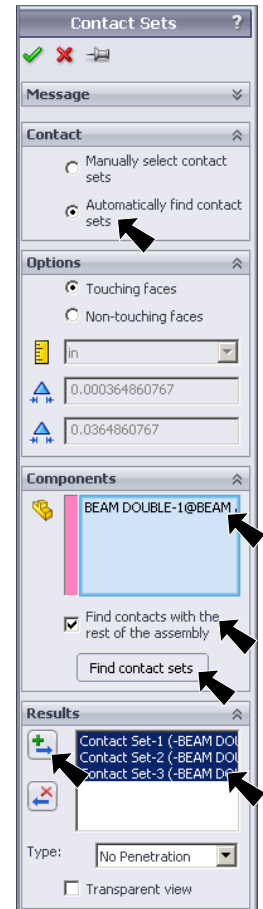 Contact Sets ?
Message
Contact
Manually select contact
sets
Automatically find contact
sets
Options
Touching faces
Non-touching faces
in
0.000364860767
0.0364860767
Components
BEAM DOUBLE-1@BEAM
Find contacts with the
rest of the assembly
Find contact sets
Results
Contact Set-1 (-BEAM DOU
Contact Set-2 (-BEAM DOU
Contact Set-3 (-BEAM DO
Type: No Penetration
Transparent view